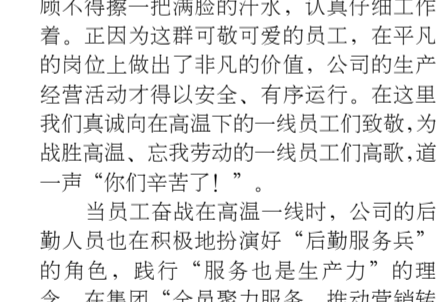 顾不得擦一把满脸的汗水，认真仔细工作
着。正因为这群可敬可爱的员工，在平凡
的岗位上做出了非凡的价值，公司的生产
经营活动才得以安全、有序运行。在这里
我们真诚向在高温下的一线员工们致敬，为
战胜高温、忘我劳动的一线员工们高歌，道
一声“你们辛苦了！”。
当员工奋战在高温一线时，公司的后
勤人员也在积极地扮演好“后勤服务兵”
的角色，践行“服务也是生产力”的理
念，在集团“全员聚力服务，推动营销转